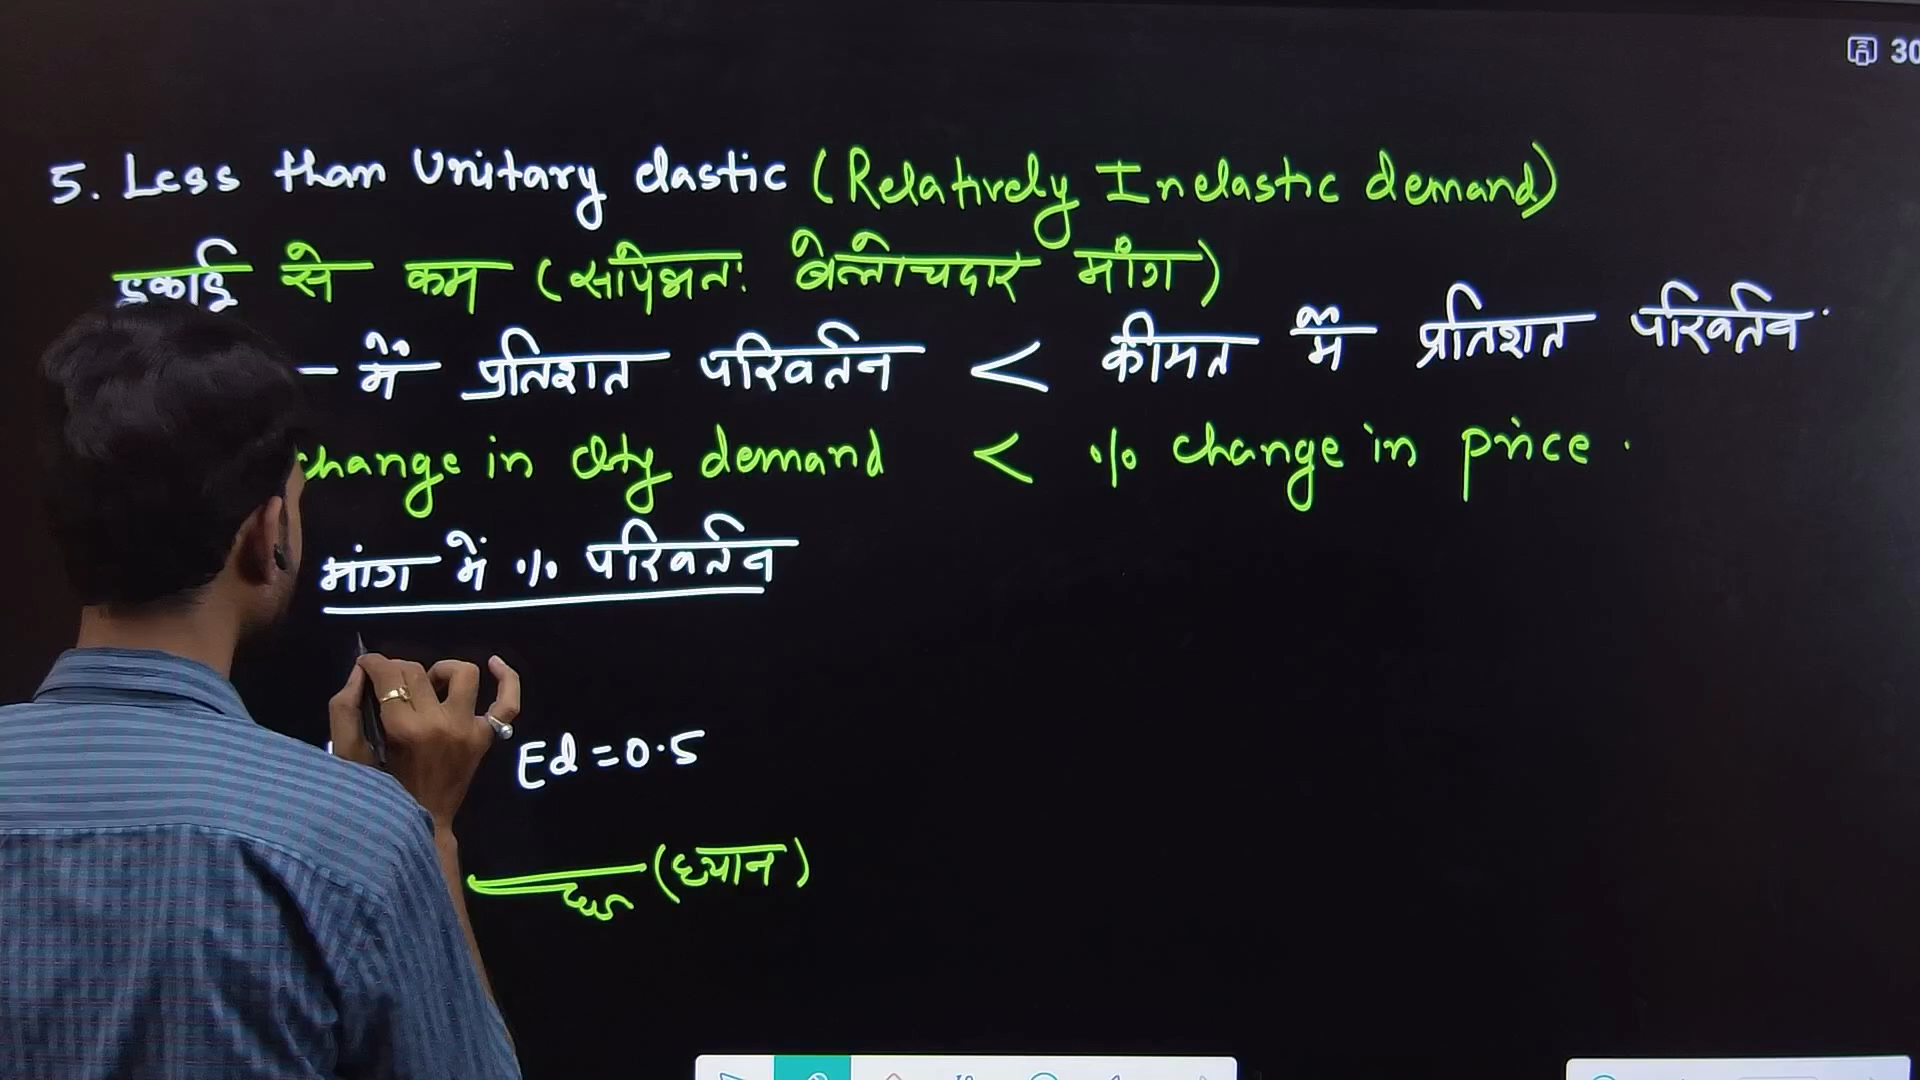 30
5. Less than Unitary elastic (Relatively Inelastic demand)
इकाई से कम (सापेक्षत: बेलोचदार मांग)
में प्रतिशत परिवर्तन < कीमत में प्रतिशत परिवर्तन
change in Qty demand < % change in price .
मांग में % परिवर्तन
Ed = 0.5
(ध्यान)